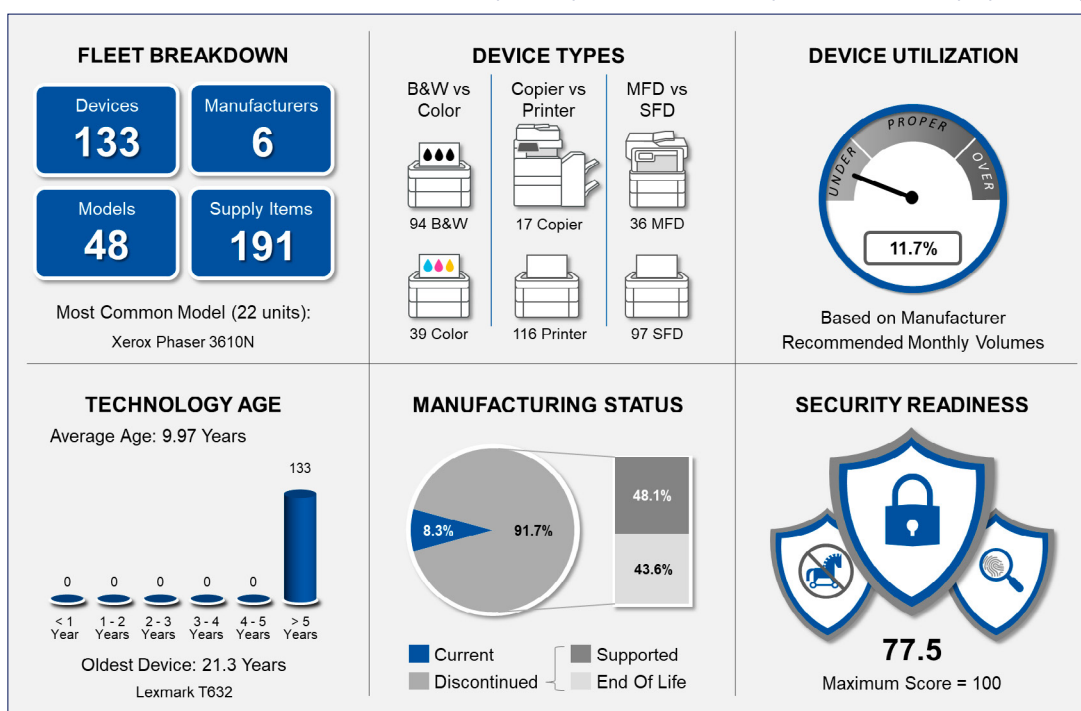 FLEET BREAKDOWN
Devices
133
Manufacturers
6
Models
48
Supply Items
191
Most Common Model (22 units):
Xerox Phaser 3610N
DEVICE TYPES
B&W vs
Color
94 B&W
39 Color
Copier vs
Printer
17 Copier
116 Printer
MFD vs
SFD
36 MFD
97 SFD
DEVICE UTILIZATION
UNDER
PROPER
OVER
11.7%
Based on Manufacturer
Recommended Monthly Volumes
TECHNOLOGY AGE
Average Age: 9.97 Years
0
0
0
0
0
133
< 1
Year
1 - 2
Years
2 - 3
Years
3 - 4
Years
4 - 5
Years
> 5
Years
Oldest Device: 21.3 Years
Lexmark T632
MANUFACTURING STATUS
8.3%
91.7%
48.1%
43.6%
Current
Discontinued
Supported
End Of Life
SECURITY READINESS
77.5
Maximum Score = 100